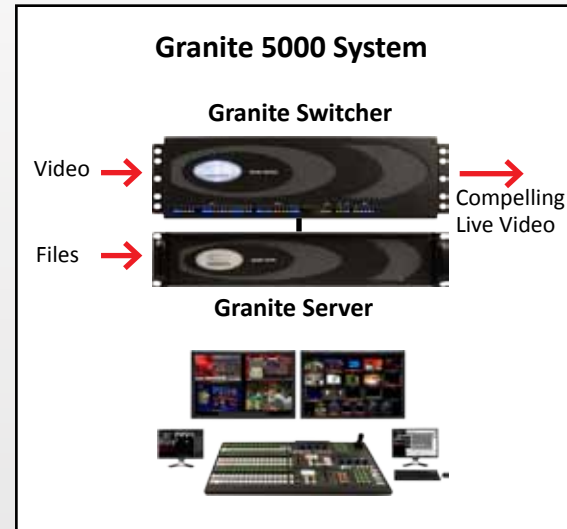 Granite 5000 System
Granite Switcher
Video
Compelling
Live Video
Files
Granite Server